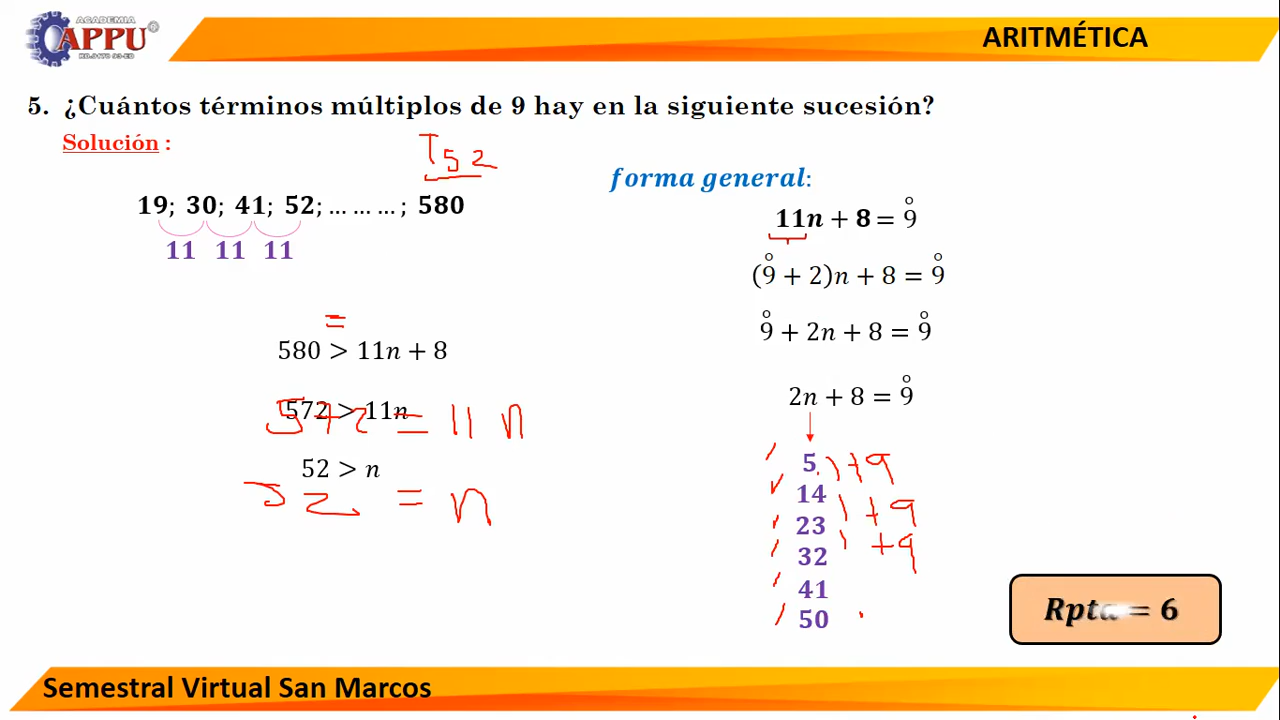 ACADEMIA
APPU
ARITMÉTICA
5. ¿Cuántos términos múltiplos de 9 hay en la siguiente sucesión?
Solución :
T52
19; 30; 41; 52; ... ... ... ; 580
11 11 11
=
580 > 11n + 8
572 > 11n
572 = 11 n
52 > n
52 = n
forma general:
11n + 8 = 9̊
(9̊ + 2)n + 8 = 9̊
9̊ + 2n + 8 = 9̊
2n + 8 = 9̊
5 +9
14
+9
23
+9
32
41
50
Rpta = 6
Semestral Virtual San Marcos